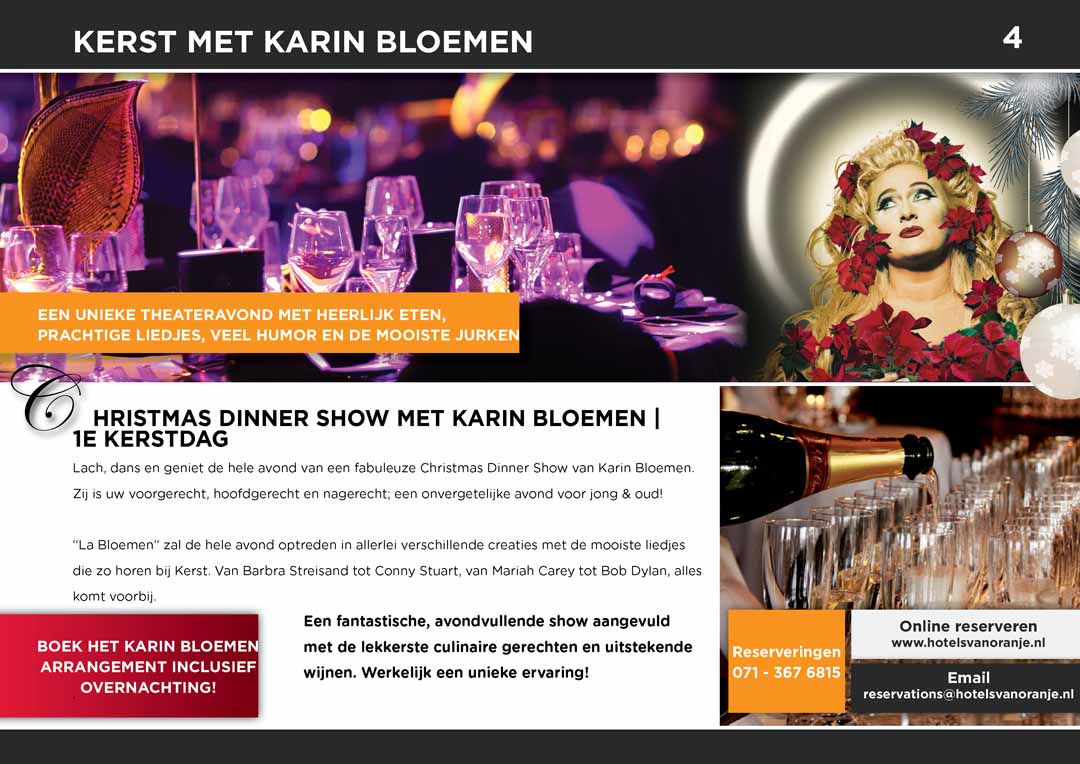 KERST MET KARIN BLOEMEN
4
EEN UNIEKE THEATERAVOND MET HEERLIJK ETEN,
PRACHTIGE LIEDJES, VEEL HUMOR EN DE MOOISTE JURKEN
CHRISTMAS DINNER SHOW MET KARIN BLOEMEN |
1E KERSTDAG
Lach, dans en geniet de hele avond van een fabuleuze Christmas Dinner Show van Karin Bloemen.
Zij is uw voorgerecht, hoofdgerecht en nagerecht; een onvergetelijke avond voor jong & oud!
“La Bloemen“ zal de hele avond optreden in allerlei verschillende creaties met de mooiste liedjes
die zo horen bij Kerst. Van Barbra Streisand tot Conny Stuart, van Mariah Carey tot Bob Dylan, alles
komt voorbij.
BOEK HET KARIN BLOEMEN
ARRANGEMENT INCLUSIEF
OVERNACHTING!
Een fantastische, avondvullende show aangevuld
met de lekkerste culinaire gerechten en uitstekende
wijnen. Werkelijk een unieke ervaring!
Reserveringen
071 - 367 6815
Online reserveren
www.hotelsvanoranje.nl
Email
reservations@hotelsvanoranje.nl